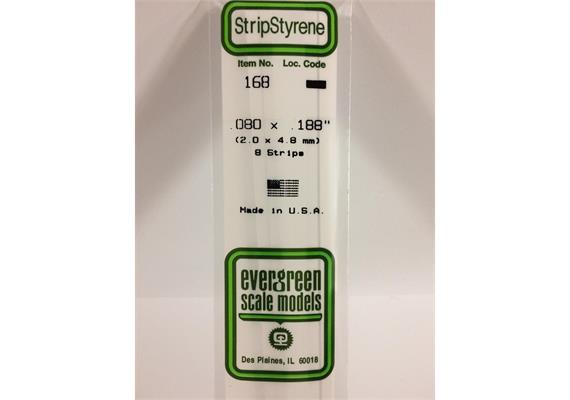 StripStyrene
Item No. Loc. Code
168
.080 x .188"
(2.0 x 4.8 mm)
8 Strips
Made in U.S.A.
evergreen
scale models
Des Plaines, IL 60018